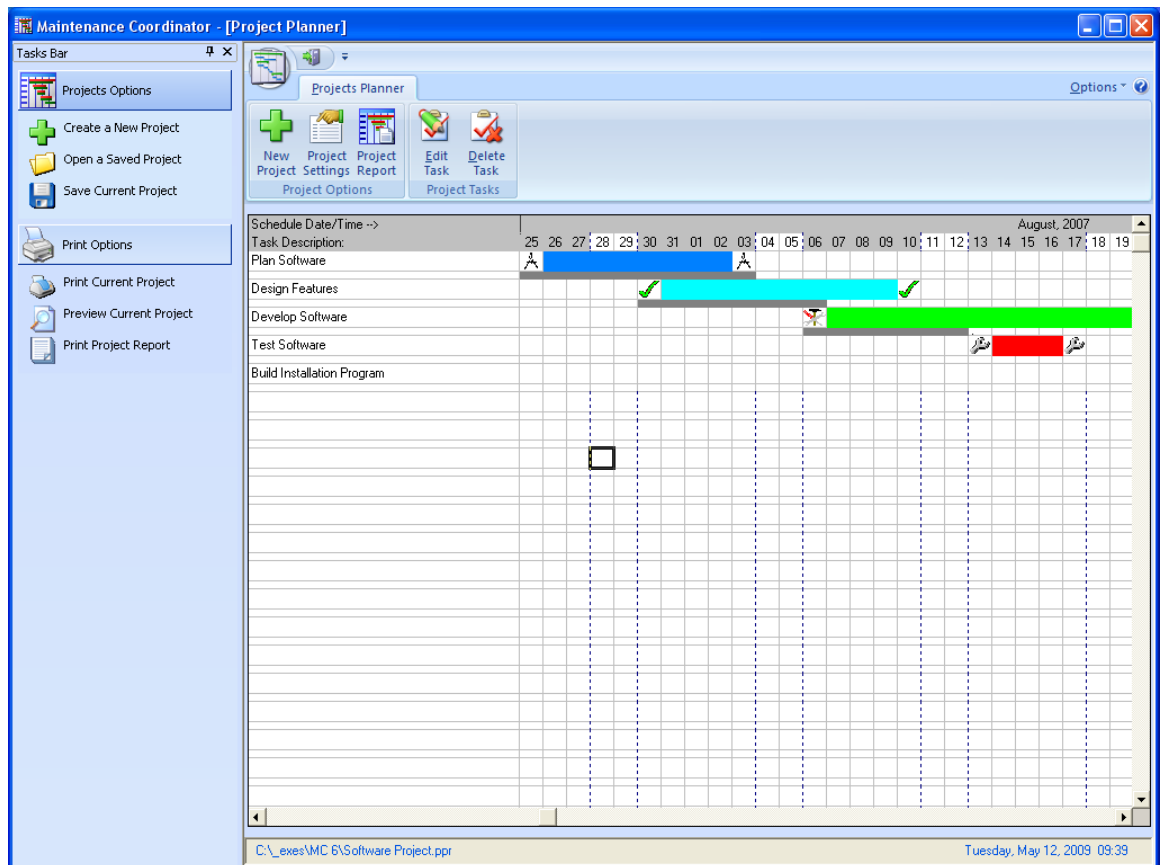 Maintenance Coordinator - [Project Planner]
Tasks Bar
Projects Options
Create a New Project
Open a Saved Project
Save Current Project
Print Options
Print Current Project
Preview Current Project
Print Project Report
Projects Planner
Options
New Project
Project Settings
Project Report
Edit Task
Delete Task
Project Options
Project Tasks
Schedule Date/Time -->
August, 2007
Task Description:
25 26 27 28 29 30 31 01 02 03 04 05 06 07 08 09 10 11 12 13 14 15 16 17 18 19
Plan Software
Design Features
Develop Software
Test Software
Build Installation Program
C:\_exes\MC 6\Software Project.ppr
Tuesday, May 12, 2009 09:39